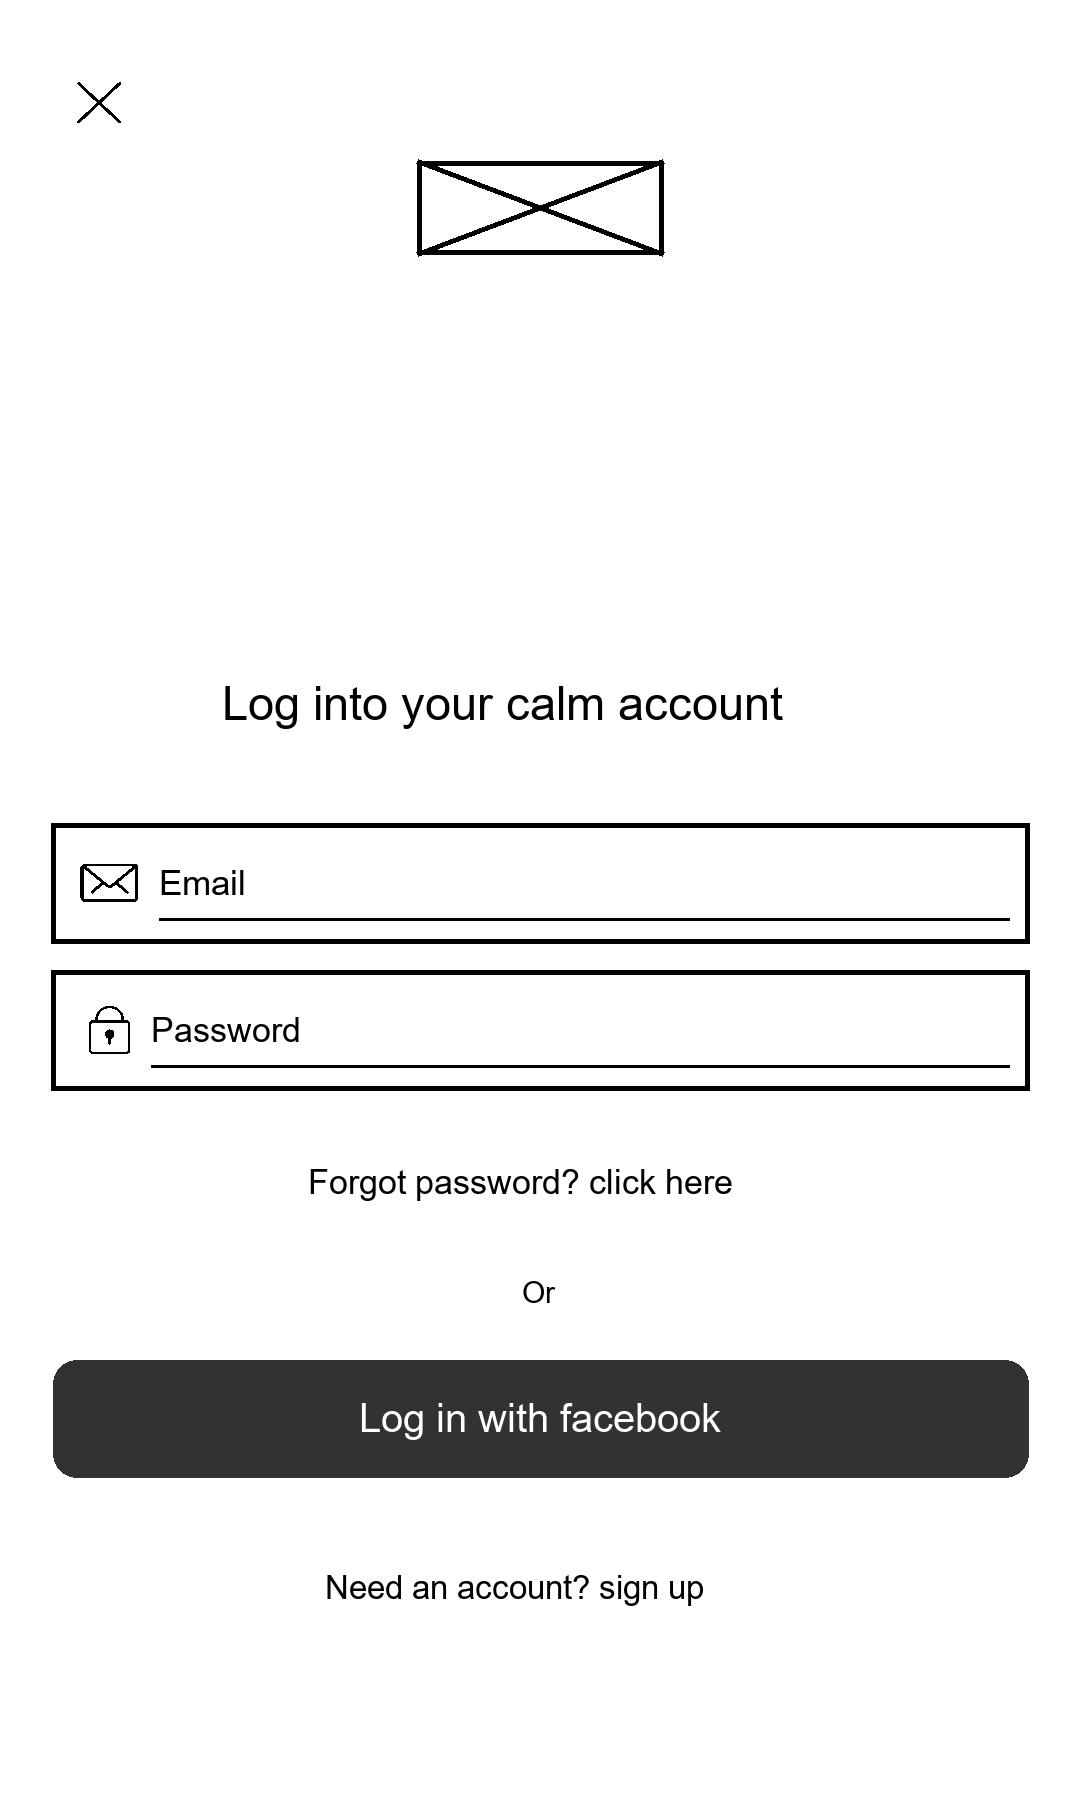 Log into your calm account
Email
Password
Forgot password? click here
Or
Log in with facebook
Need an account? sign up